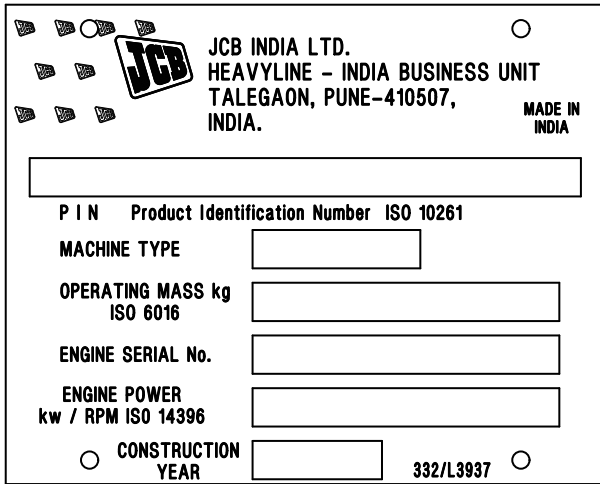 JCB
JCB INDIA LTD.
HEAVYLINE - INDIA BUSINESS UNIT
TALEGAON, PUNE-410507,
INDIA.
MADE IN
INDIA
PIN Product Identification Number ISO 10261
MACHINE TYPE
OPERATING MASS kg
ISO 6016
ENGINE SERIAL No.
ENGINE POWER
kw / RPM ISO 14396
CONSTRUCTION
YEAR
332/L3937